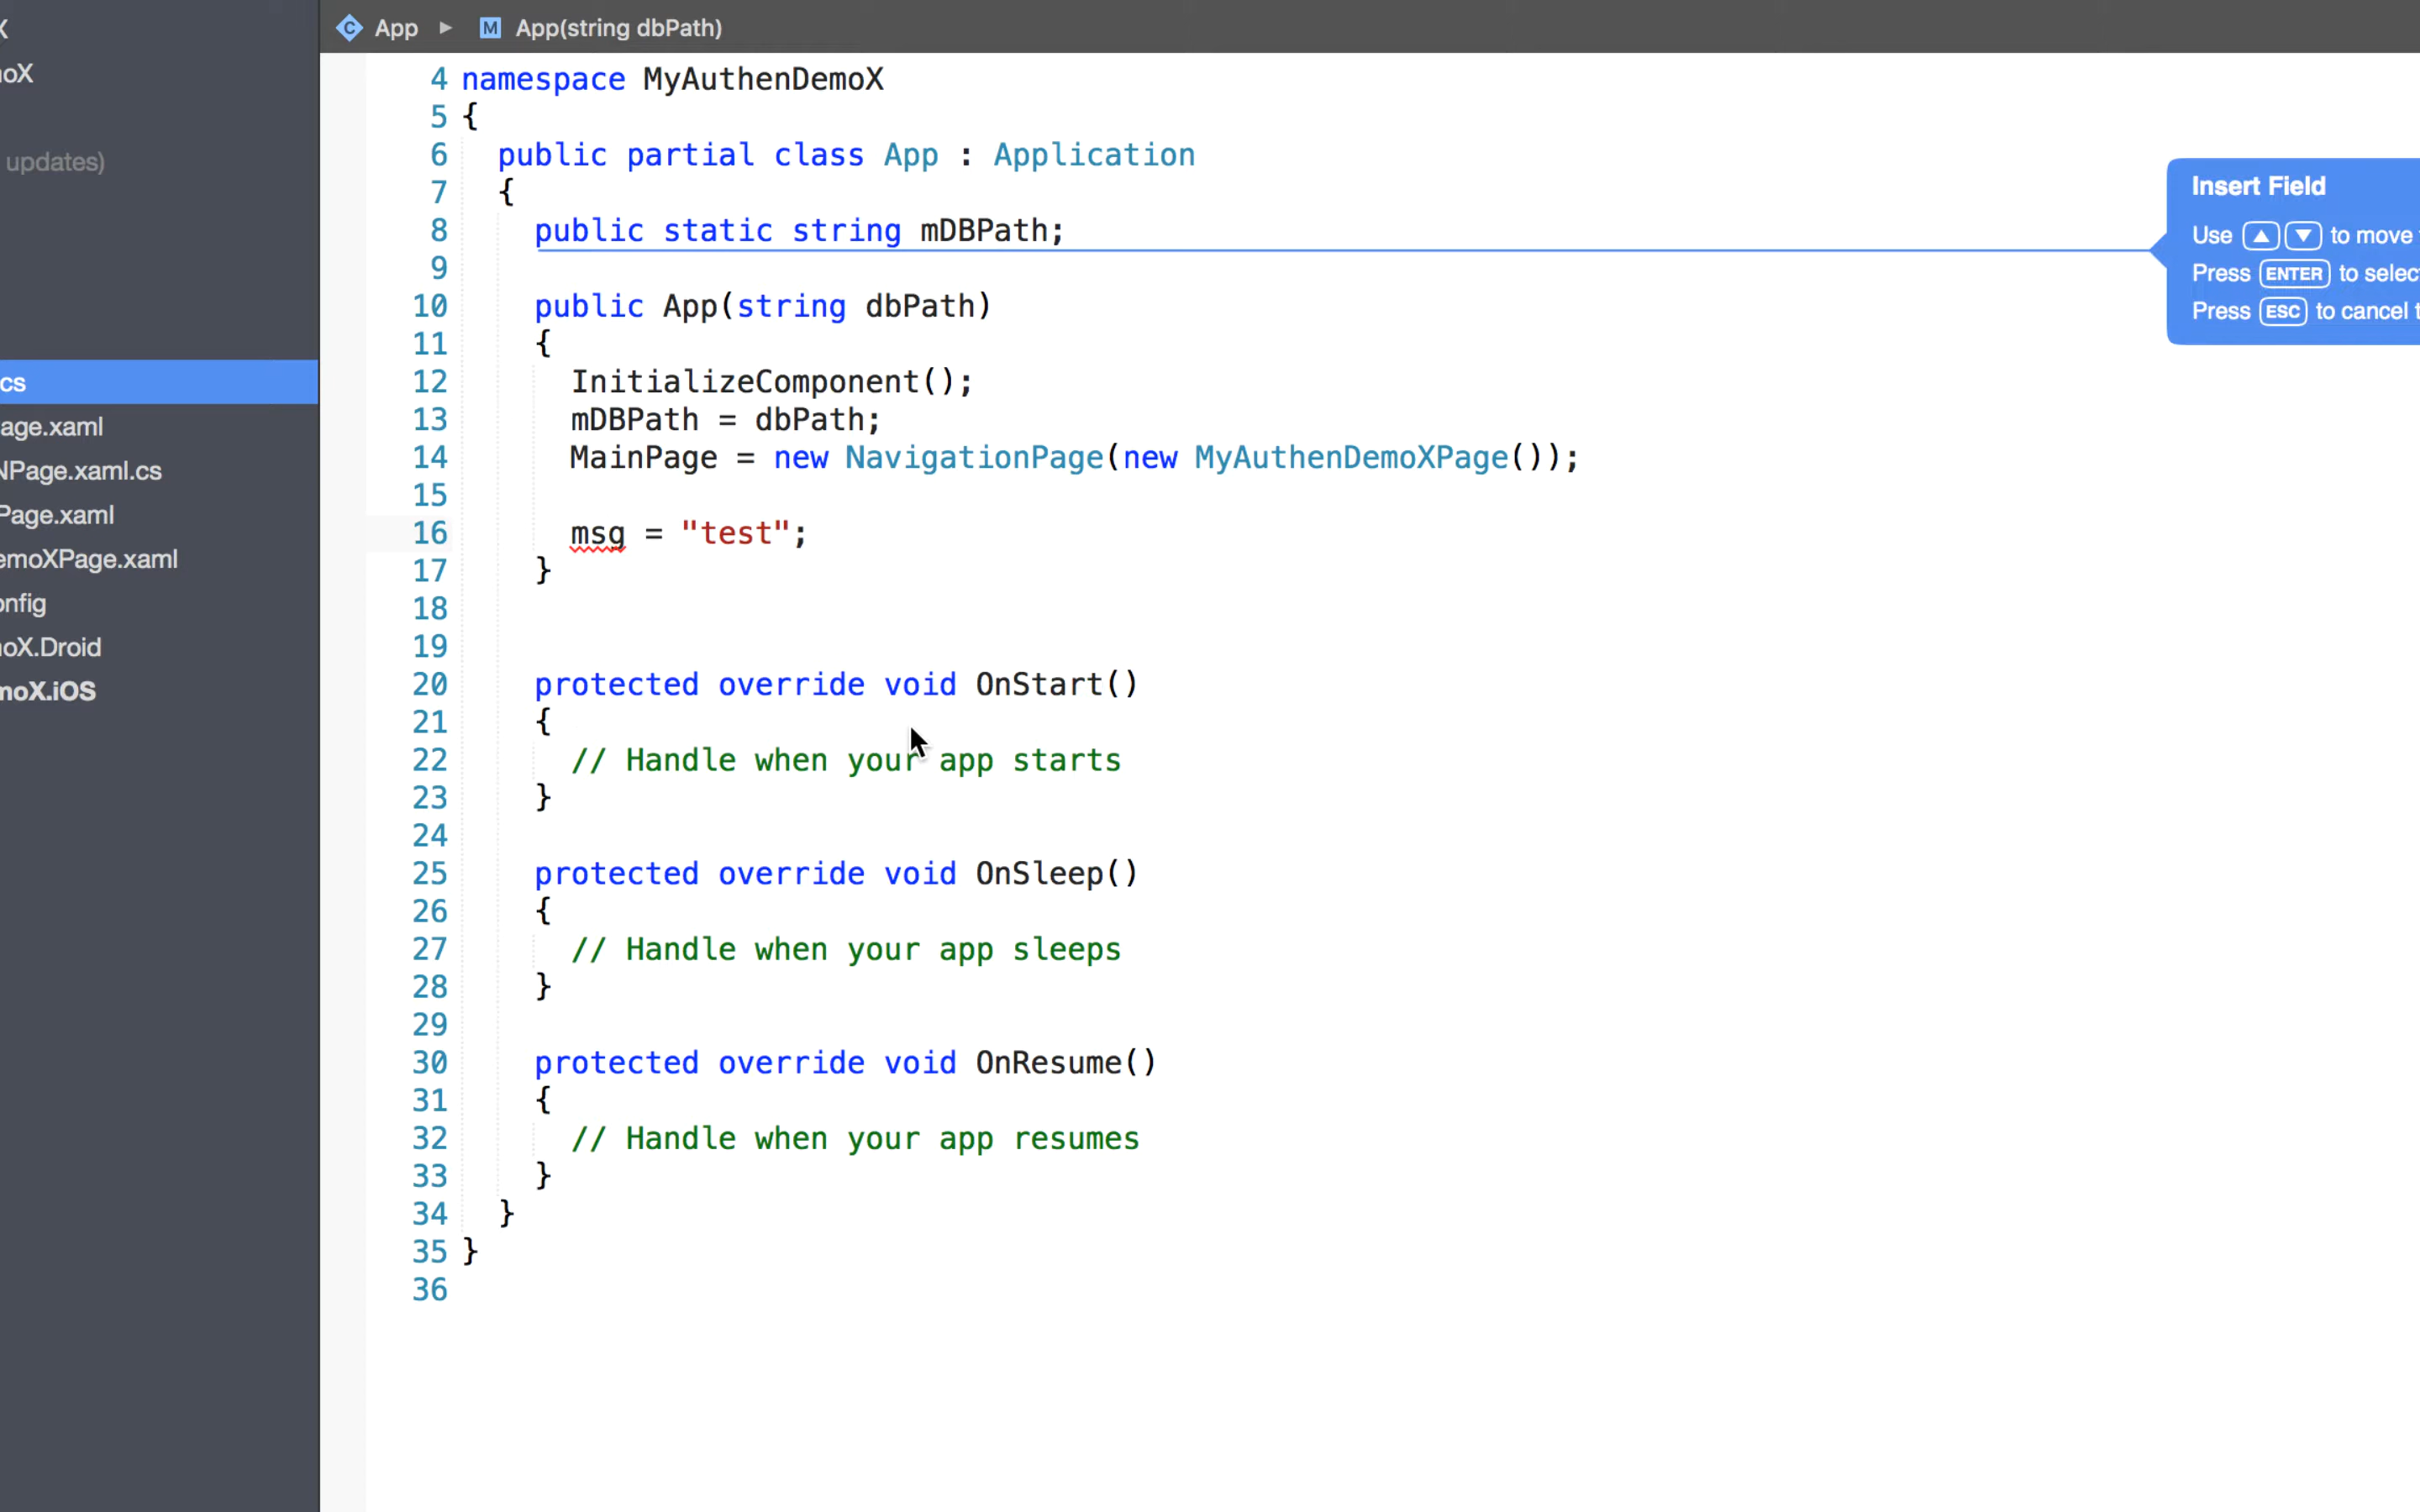 App ▶ M App(string dbPath)
X
oX
updates)
cs
age.xaml
NPage.xaml.cs
Page.xaml
emoXPage.xaml
onfig
noX.Droid
moX.iOS
4 namespace MyAuthenDemoX
5 {
6 public partial class App : Application
7 {
8 public static string mDBPath;
9
10 public App(string dbPath)
11 {
12 InitializeComponent();
13 mDBPath = dbPath;
14 MainPage = new NavigationPage(new MyAuthenDemoXPage());
15
16 msg = "test";
17 }
18
19
20 protected override void OnStart()
21 {
22 // Handle when your app starts
23 }
24
25 protected override void OnSleep()
26 {
27 // Handle when your app sleeps
28 }
29
30 protected override void OnResume()
31 {
32 // Handle when your app resumes
33 }
34 }
35 }
36
Insert Field
Use ▲ ▼ to move
Press ENTER to selec
Press ESC to cancel t